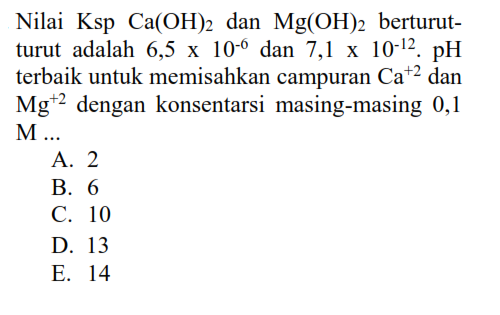 Nilai Ksp Ca(OH)₂ dan Mg(OH)₂ berturut-
turut adalah 6,5 x 10⁻⁶ dan 7,1 x 10⁻¹². pH
terbaik untuk memisahkan campuran Ca⁺² dan
Mg⁺² dengan konsentarsi masing-masing 0,1
M ...
A. 2
B. 6
C. 10
D. 13
E. 14